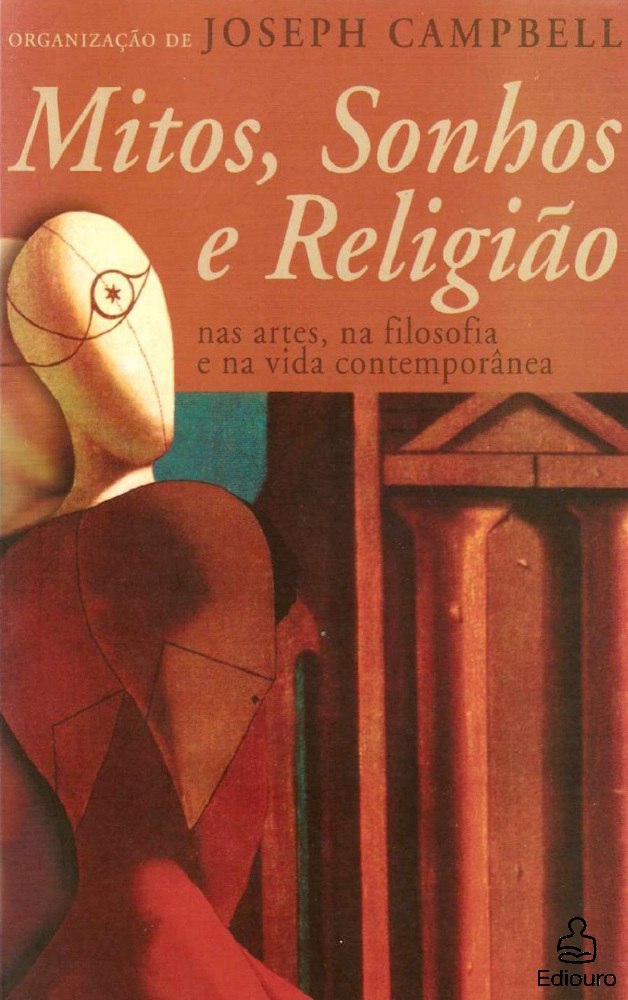 ORGANIZAÇÃO DE JOSEPH CAMPBELL
Mitos, Sonhos
e Religião
nas artes, na filosofia
e na vida contemporânea
Ediouro